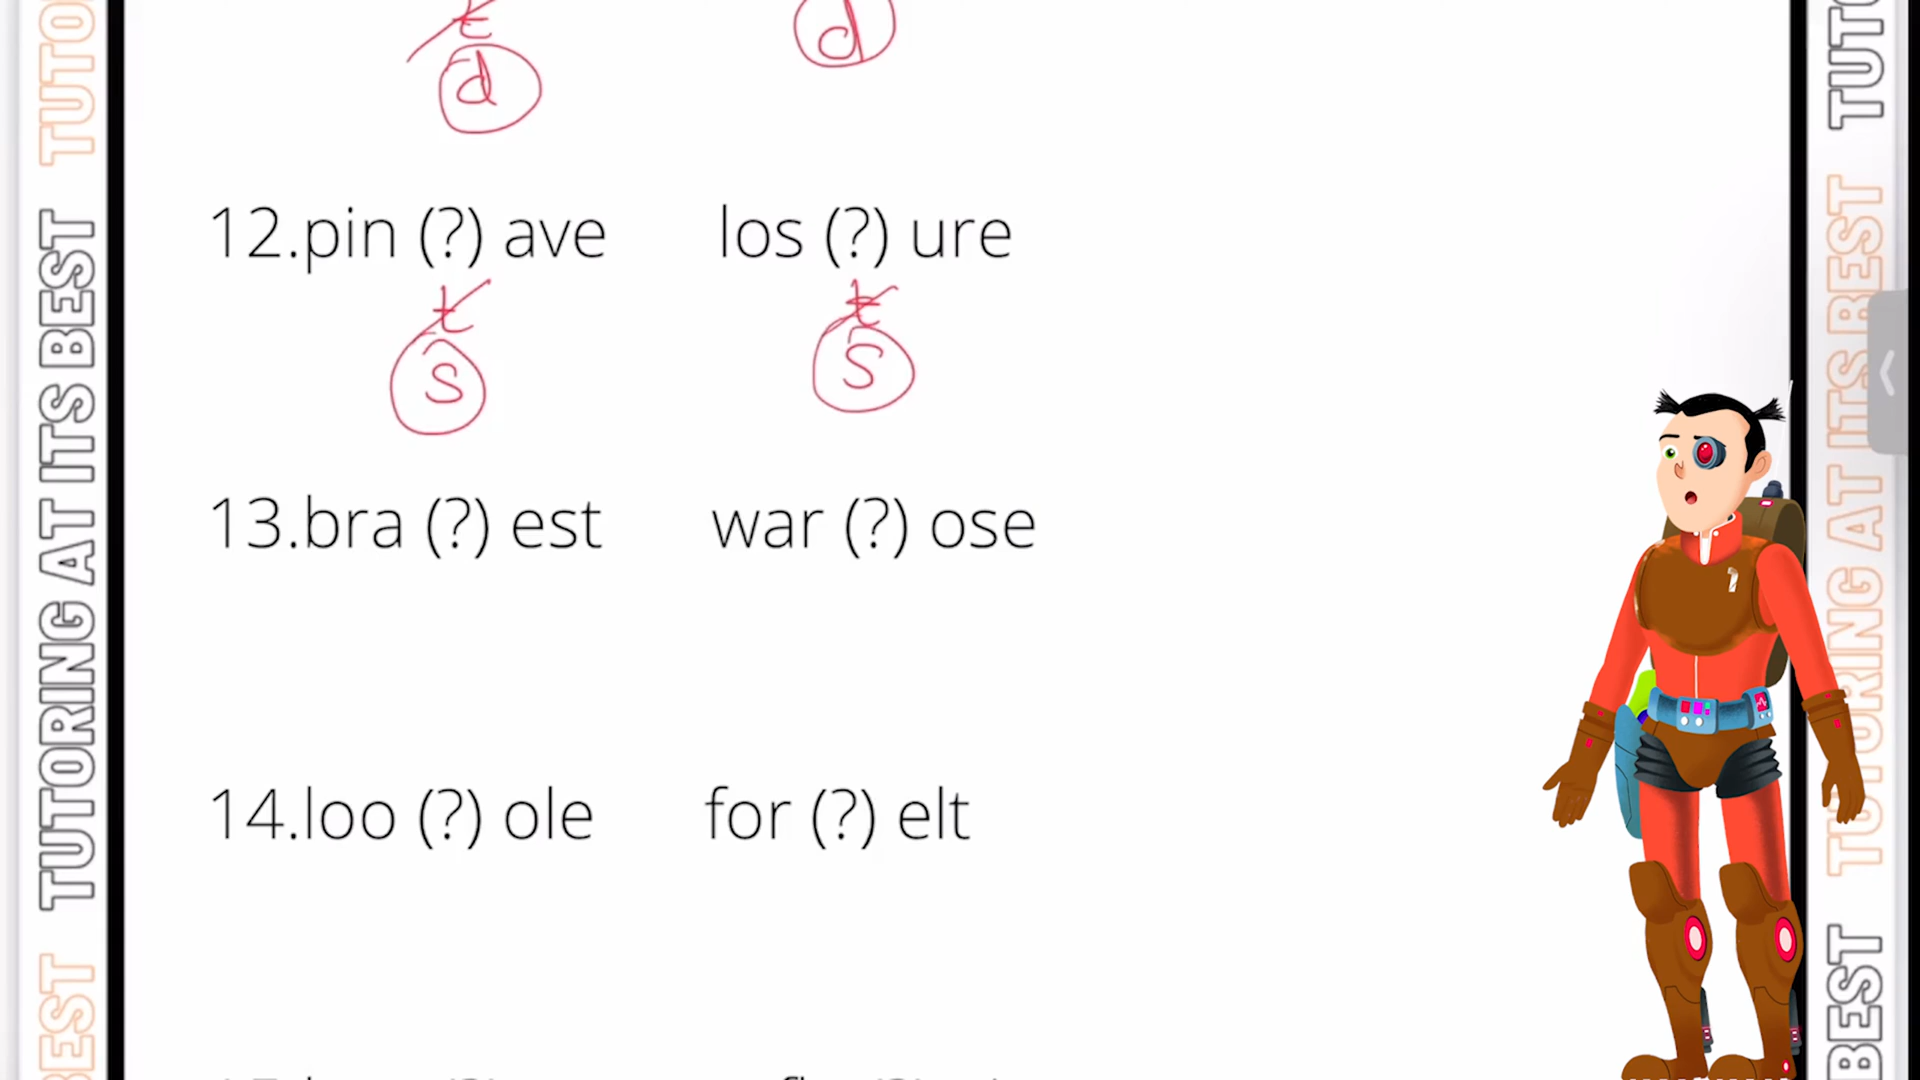 t
d
d
12.pin (?) ave los (?) ure
t t
s s
13.bra (?) est war (?) ose
14.loo (?) ole for (?) elt
TUTORING AT ITS BEST
TUTORING AT ITS BEST